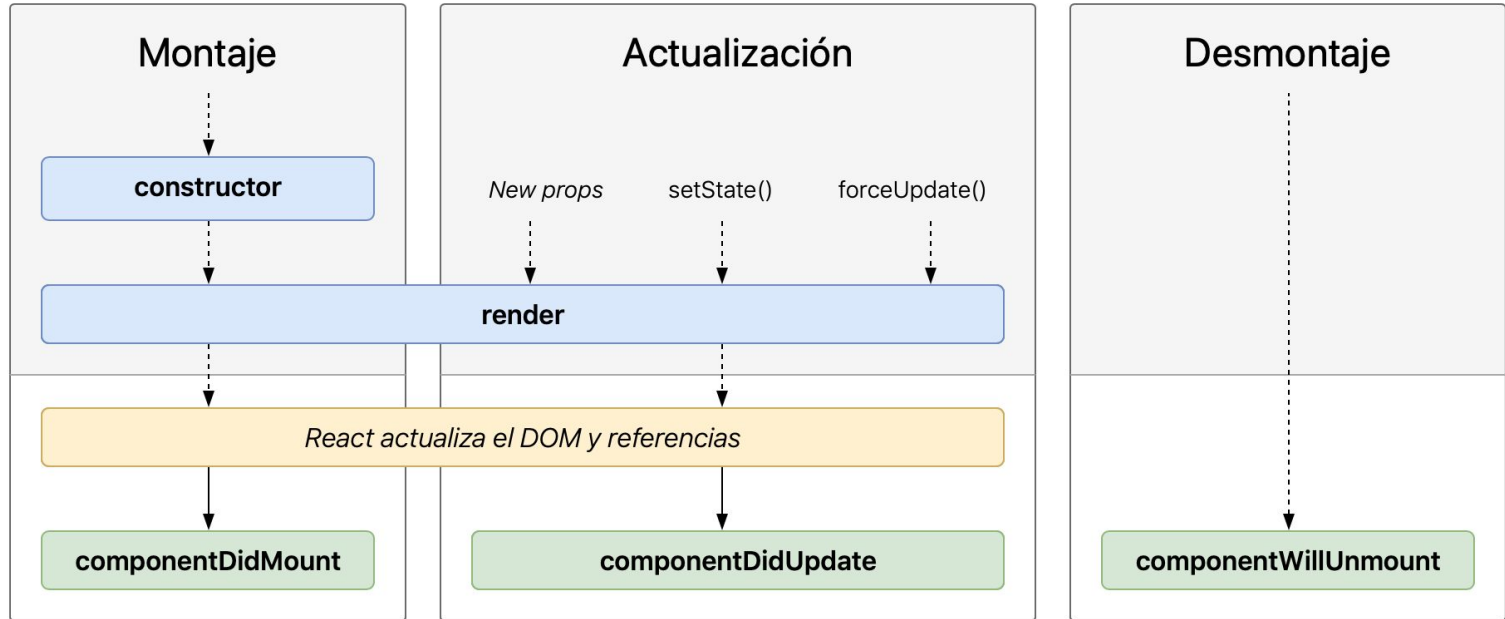 Montaje
Actualización
Desmontaje
constructor
New props
setState()
forceUpdate()
render
React actualiza el DOM y referencias
componentDidMount
componentDidUpdate
componentWillUnmount